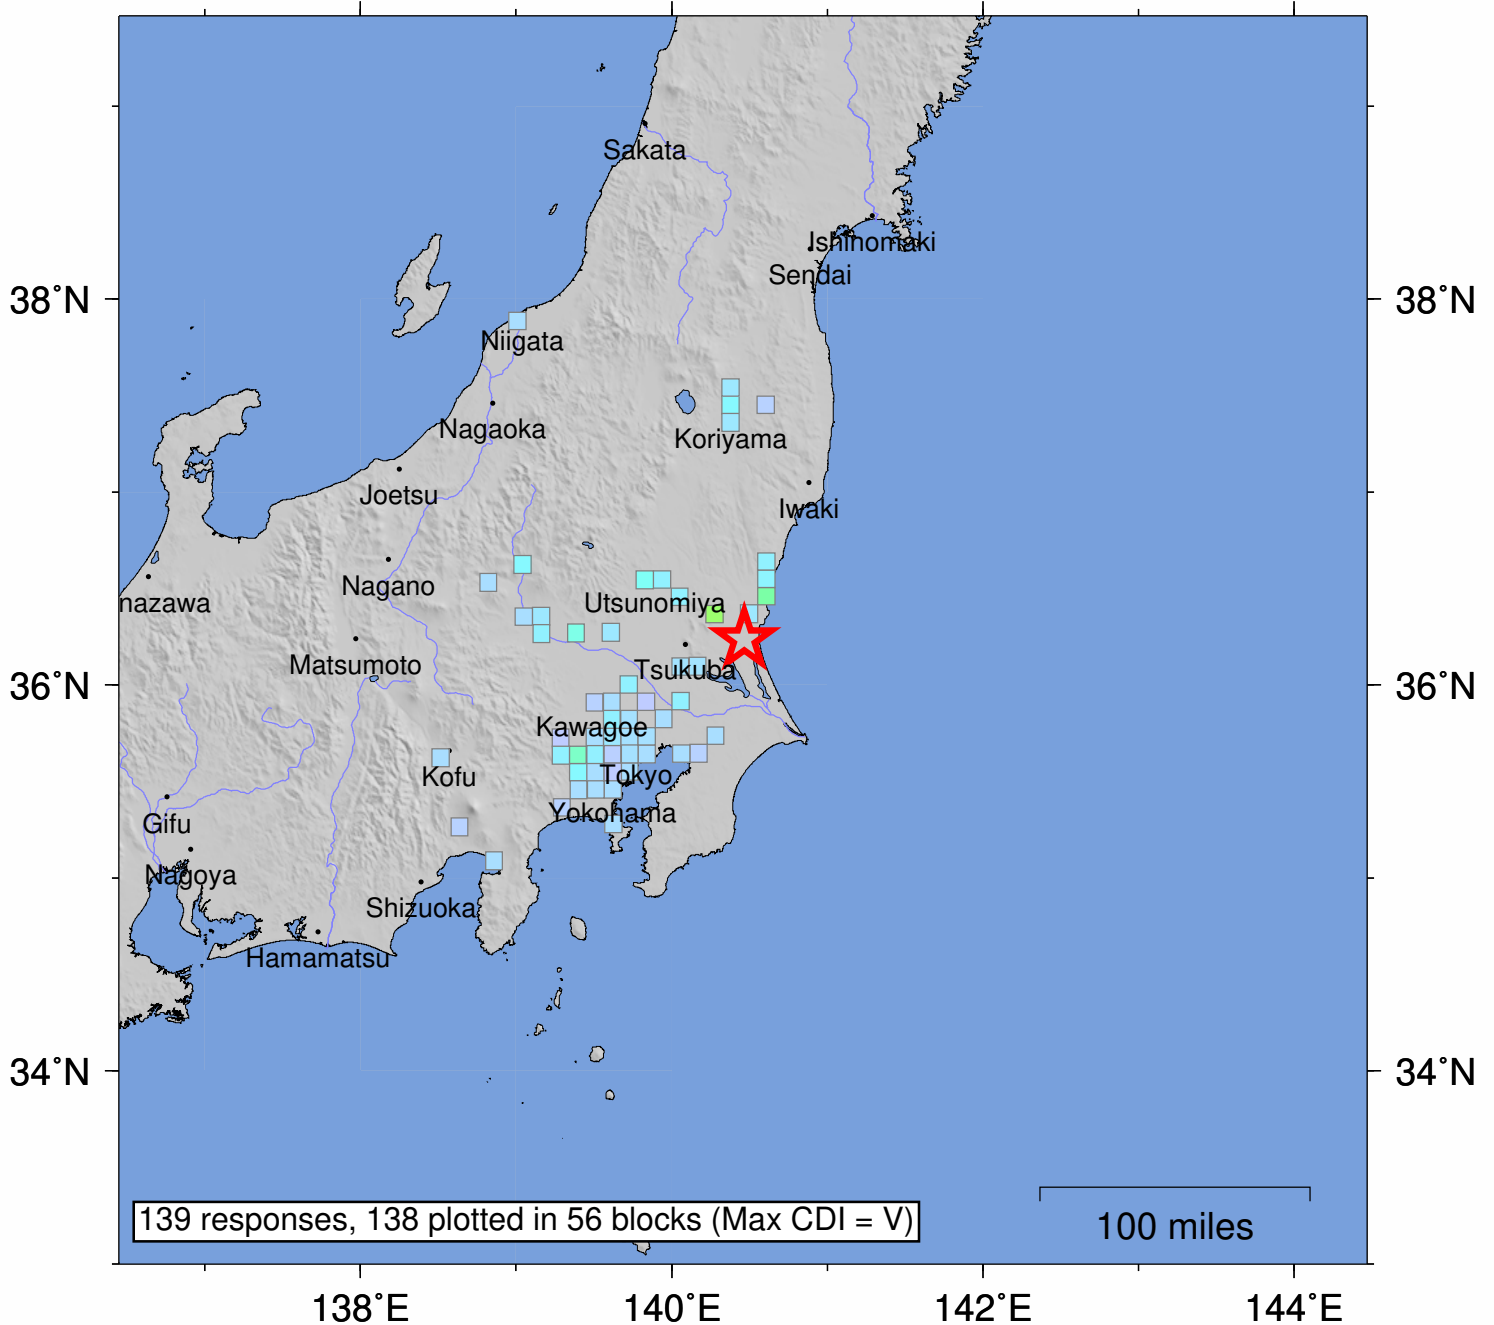 Sakata
Ishinomaki
Sendai
38°N
38°N
Niigata
Nagaoka
Koriyama
Joetsu
Iwaki
Nagano
nazawa
Utsunomiya
Matsumoto
Tsukuba
36°N
36°N
Kawagoe
Kofu
Tokyo
Gifu
Yokohama
Nagoya
Shizuoka
Hamamatsu
34°N
34°N
139 responses, 138 plotted in 56 blocks (Max CDI = V)
100 miles
138°E
140°E
142°E
144°E